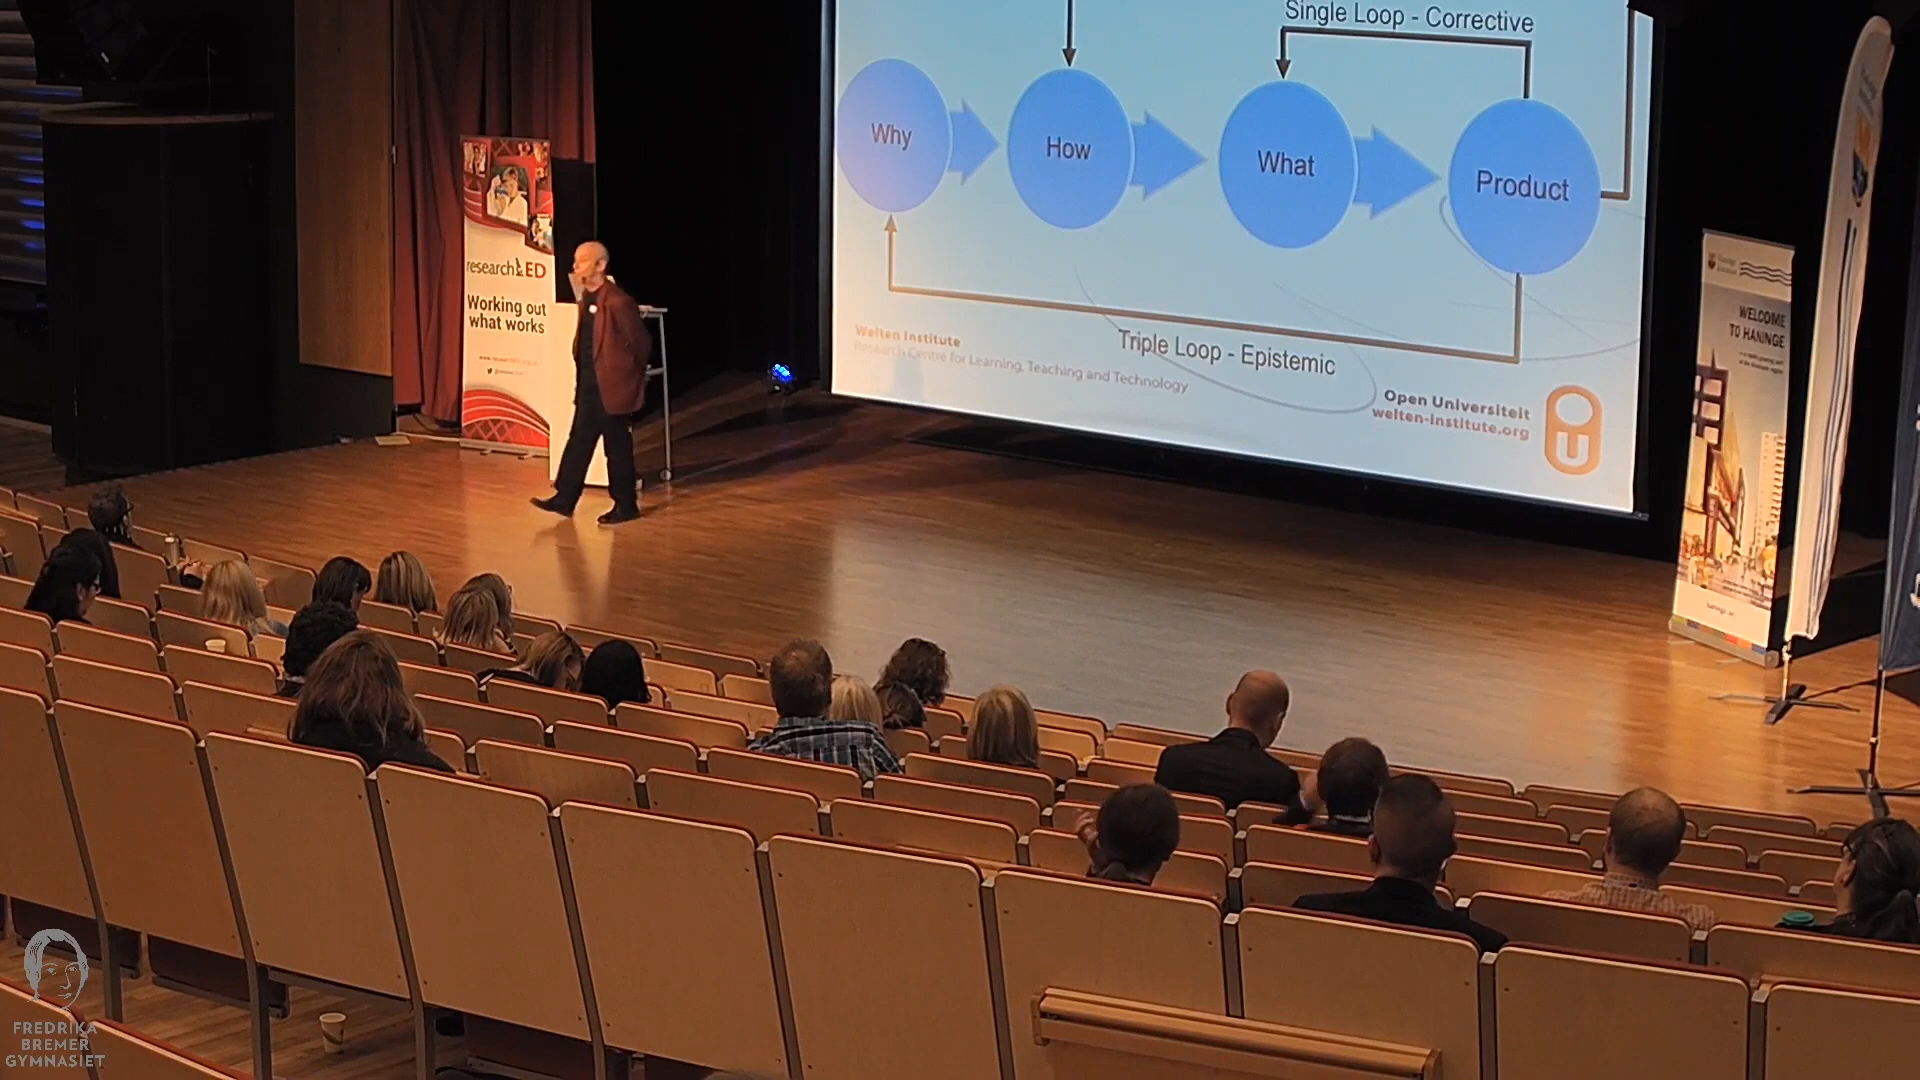 Single Loop - Corrective
Why
How
What
Product
Triple Loop - Epistemic
Welten Institute
Research Centre for Learning, Teaching and Technology
Open Universiteit
welten-institute.org
researchED
Working out
what works
WELCOME
TO HANINGE
FREDRIKA
BREMER
GYMNASIET